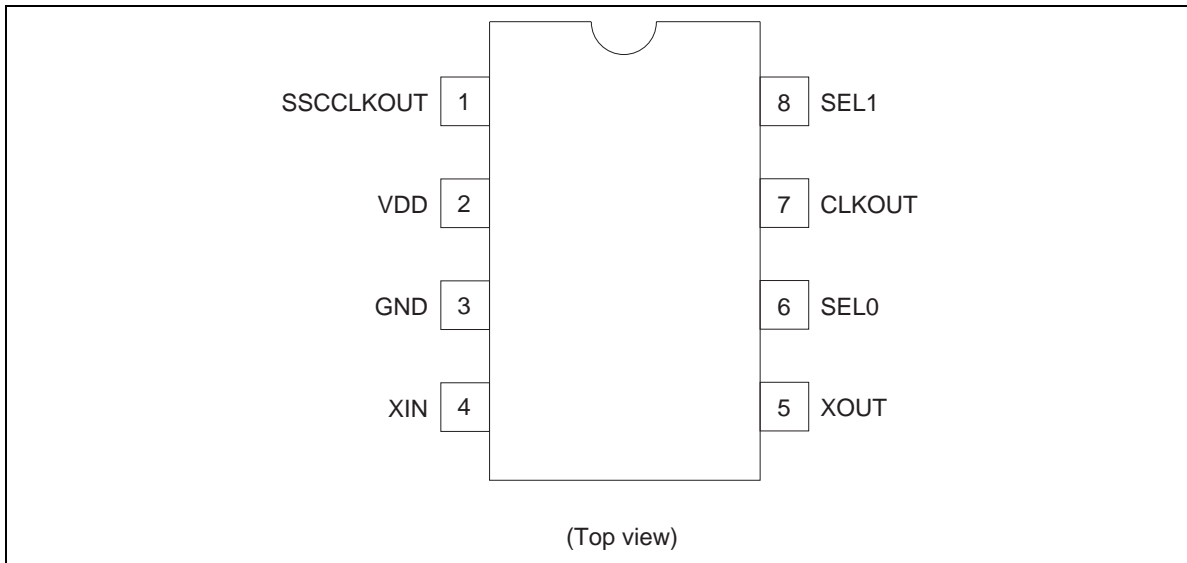 SSCCLKOUT 1 8 SEL1
VDD 2 7 CLKOUT
GND 3 6 SEL0
XIN 4 5 XOUT
(Top view)